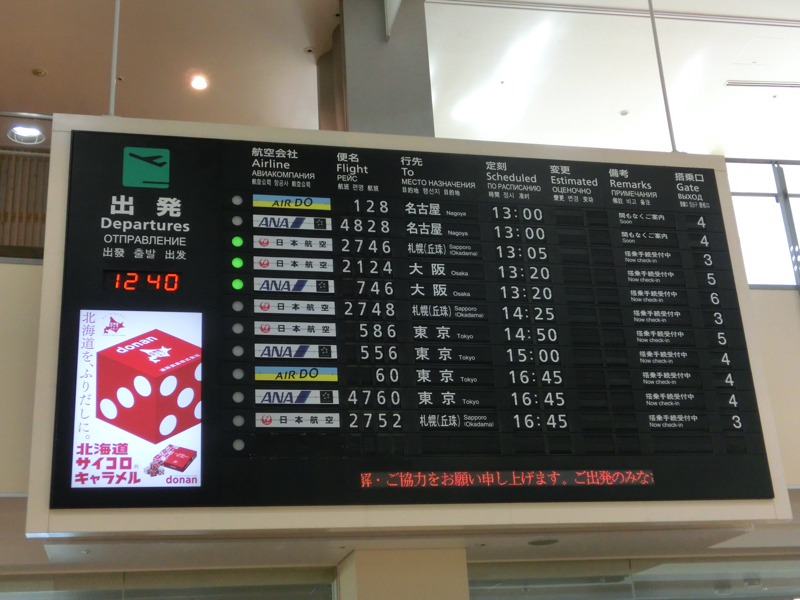 出発
Departures
ОТПРАВЛЕНИЕ
出發 출발 出发
12 40
航空会社 便名 行先 定刻 変更 備考 搭乗口
Airline Flight To Scheduled Estimated Remarks Gate
АВИАКОМПАНИЯ РЕЙС МЕСТО НАЗНАЧЕНИЯ ПО РАСПИСАНИЮ ОЦЕНОЧНО ПРИМЕЧАНИЯ ВЫХОД
AIR DO 128 名古屋 Nagoya 13:00 間もなくご案内 Soon 4
ANA 4828 名古屋 Nagoya 13:00 間もなくご案内 Soon 4
日本航空 2746 札幌(丘珠) Sapporo (Okadama) 13:05 搭乗手続受付中 Now check-in 3
日本航空 2124 大阪 Osaka 13:20 搭乗手続受付中 Now check-in 5
ANA 746 大阪 Osaka 13:20 搭乗手続受付中 Now check-in 6
日本航空 2748 札幌(丘珠) Sapporo (Okadama) 14:25 搭乗手続受付中 Now check-in 3
日本航空 586 東京 Tokyo 14:50 搭乗手続受付中 Now check-in 5
ANA 556 東京 Tokyo 15:00 搭乗手続受付中 Now check-in 4
AIR DO 60 東京 Tokyo 16:45 搭乗手続受付中 Now check-in 4
ANA 4760 東京 Tokyo 16:45 搭乗手続受付中 Now check-in 4
日本航空 2752 札幌(丘珠) Sapporo (Okadama) 16:45 搭乗手続受付中 Now check-in 3
・ご協力をお願い申し上げます。ご出発のみな
北海道を、ふりだしに。
donan
北海道
サイコロ
キャラメル
donan